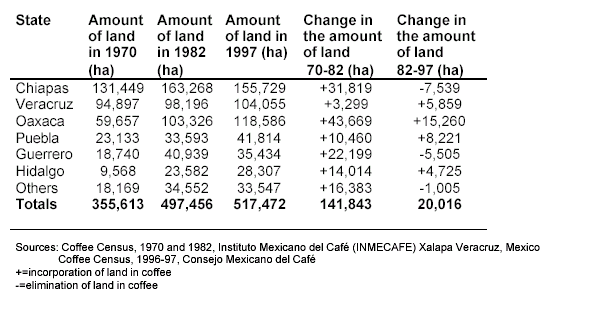 State Amount of land in 1970 (ha) Amount of land in 1982 (ha) Amount of land in 1997 (ha) Change in the amount of land 70-82 (ha) Change in the amount of land 82-97 (ha)
Chiapas 131,449 163,268 155,729 +31,819 -7,539
Veracruz 94,897 98,196 104,055 +3,299 +5,859
Oaxaca 59,657 103,326 118,586 +43,669 +15,260
Puebla 23,133 33,593 41,814 +10,460 +8,221
Guerrero 18,740 40,939 35,434 +22,199 -5,505
Hidalgo 9,568 23,582 28,307 +14,014 +4,725
Others 18,169 34,552 33,547 +16,383 -1,005
Totals 355,613 497,456 517,472 141,843 20,016
Sources: Coffee Census, 1970 and 1982, Instituto Mexicano del Café (INMECAFE) Xalapa Veracruz, Mexico
Coffee Census, 1996-97, Consejo Mexicano del Café
+=incorporation of land in coffee
-=elimination of land in coffee